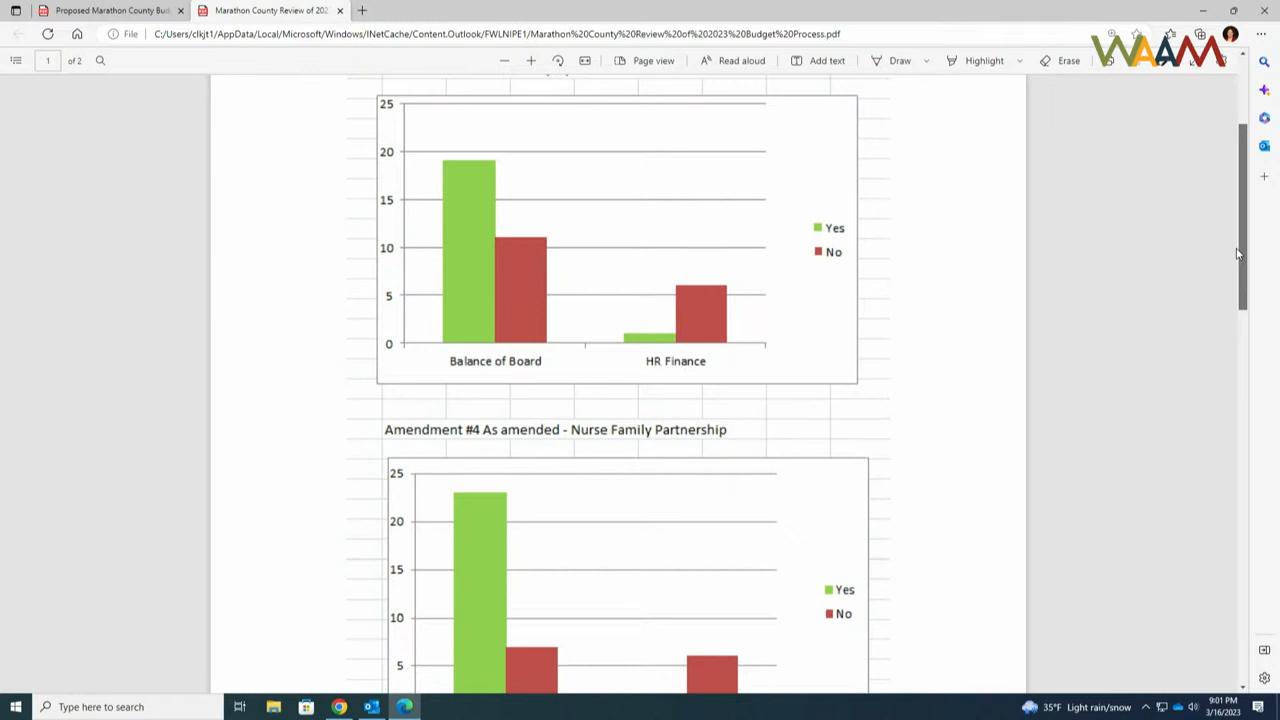 Proposed Marathon County Bud
Marathon County Review of 202
File
C:/Users/clkjt1/AppData/Local/Microsoft/Windows/INetCache/Content.Outlook/FWLNIPE1/Marathon%20County%20Review%20of%202023%20Budget%20Process.pdf
WAAM
1 of 2
Page view
Read aloud
Add text
Draw
Highlight
Erase
25
20
15
10
5
0
Yes
No
Balance of Board
HR Finance
Amendment #4 As amended - Nurse Family Partnership
25
20
15
10
5
Yes
No
Type here to search
35°F Light rain/snow
9:01 PM
3/16/2023